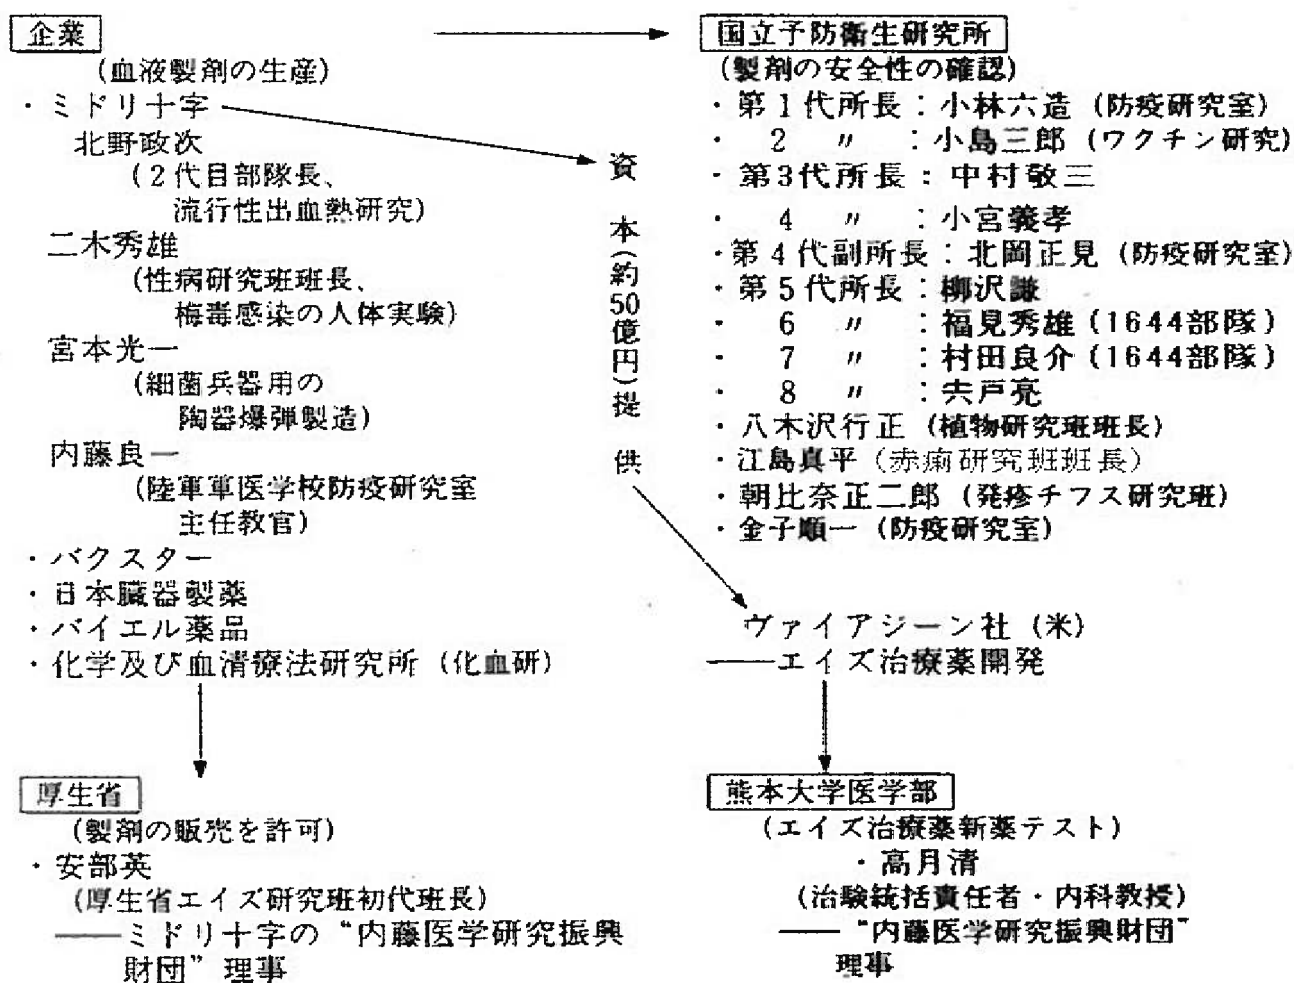 企業
(血液製剤の生産)
・ミドリ十字
北野政次
(2代目部隊長、
流行性出血熱研究)
二木秀雄
(性病研究班班長、
梅毒感染の人体実験)
宮本光一
(細菌兵器用の
陶器爆弾製造)
内藤良一
(陸軍軍医学校防疫研究室
主任教官)
・バクスター
・日本臓器製薬
・バイエル薬品
・化学及び血清療法研究所(化血研)
資本(約50億円)提供
国立予防衛生研究所
(製剤の安全性の確認)
・第1代所長:小林六造(防疫研究室)
・ 2 〃 :小島三郎(ワクチン研究)
・第3代所長:中村敬三
・ 4 〃 :小宮義孝
・第4代副所長:北岡正見(防疫研究室)
・第5代所長:柳沢謙
・ 6 〃 :福見秀雄(1644部隊)
・ 7 〃 :村田良介(1644部隊)
・ 8 〃 :宍戸亮
・八木沢行正(植物研究班班長)
・江島真平(赤痢研究班班長)
・朝比奈正二郎(発疹チフス研究班)
・金子順一(防疫研究室)
ヴァイアジーン社(米)
――エイズ治療薬開発
厚生省
(製剤の販売を許可)
・安部英
(厚生省エイズ研究班初代班長)
――ミドリ十字の“内藤医学研究振興
財団”理事
熊本大学医学部
(エイズ治療薬新薬テスト)
・高月清
(治験統括責任者・内科教授)
――“内藤医学研究振興財団”
理事